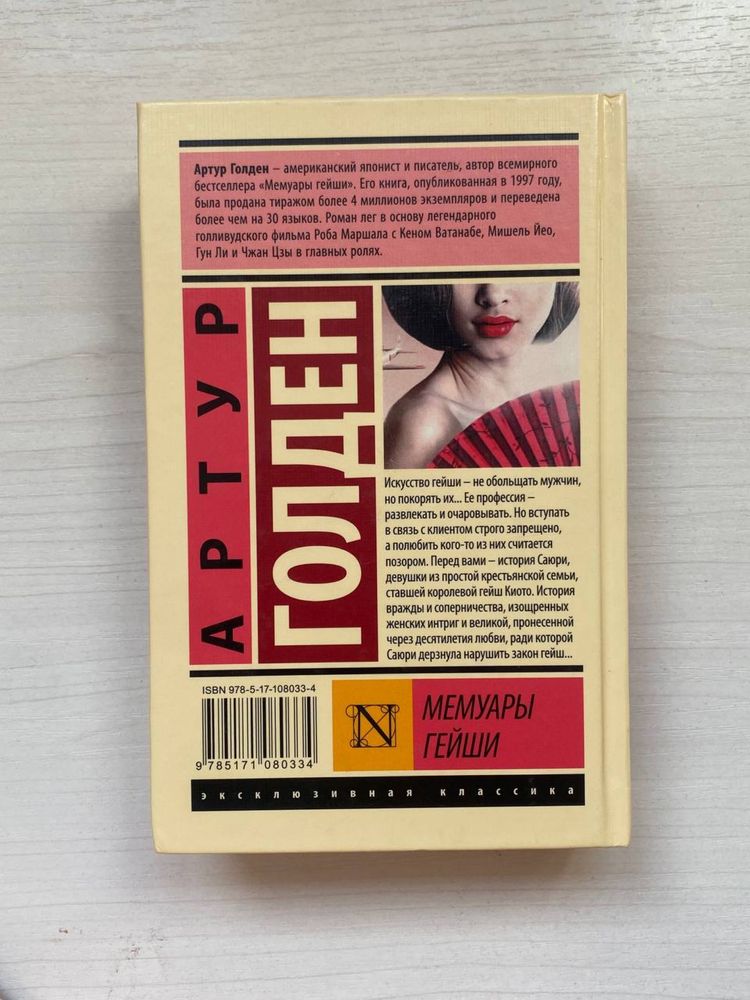 Артур Голден – американский японист и писатель, автор всемирного
бестселлера «Мемуары гейши». Его книга, опубликованная в 1997 году,
была продана тиражом более 4 миллионов экземпляров и переведена
более чем на 30 языков. Роман лег в основу легендарного
голливудского фильма Роба Маршала с Кеном Ватанабе, Мишель Йео,
Гун Ли и Чжан Цзы в главных ролях.
АРТУР
ГОЛДЕН
Искусство гейши – не обольщать мужчин,
но покорять их... Ее профессия –
развлекать и очаровывать. Но вступать
в связь с клиентом строго запрещено,
а полюбить кого-то из них считается
позором. Перед вами – история Саюри,
девушки из простой крестьянской семьи,
ставшей королевой гейш Киото. История
вражды и соперничества, изощренных
женских интриг и великой, пронесенной
через десятилетия любви, ради которой
Саюри дерзнула нарушить закон гейш...
ISBN 978-5-17-108033-4
9 785171 080334
N
МЕМУАРЫ
ГЕЙШИ
эксклюзивная классика